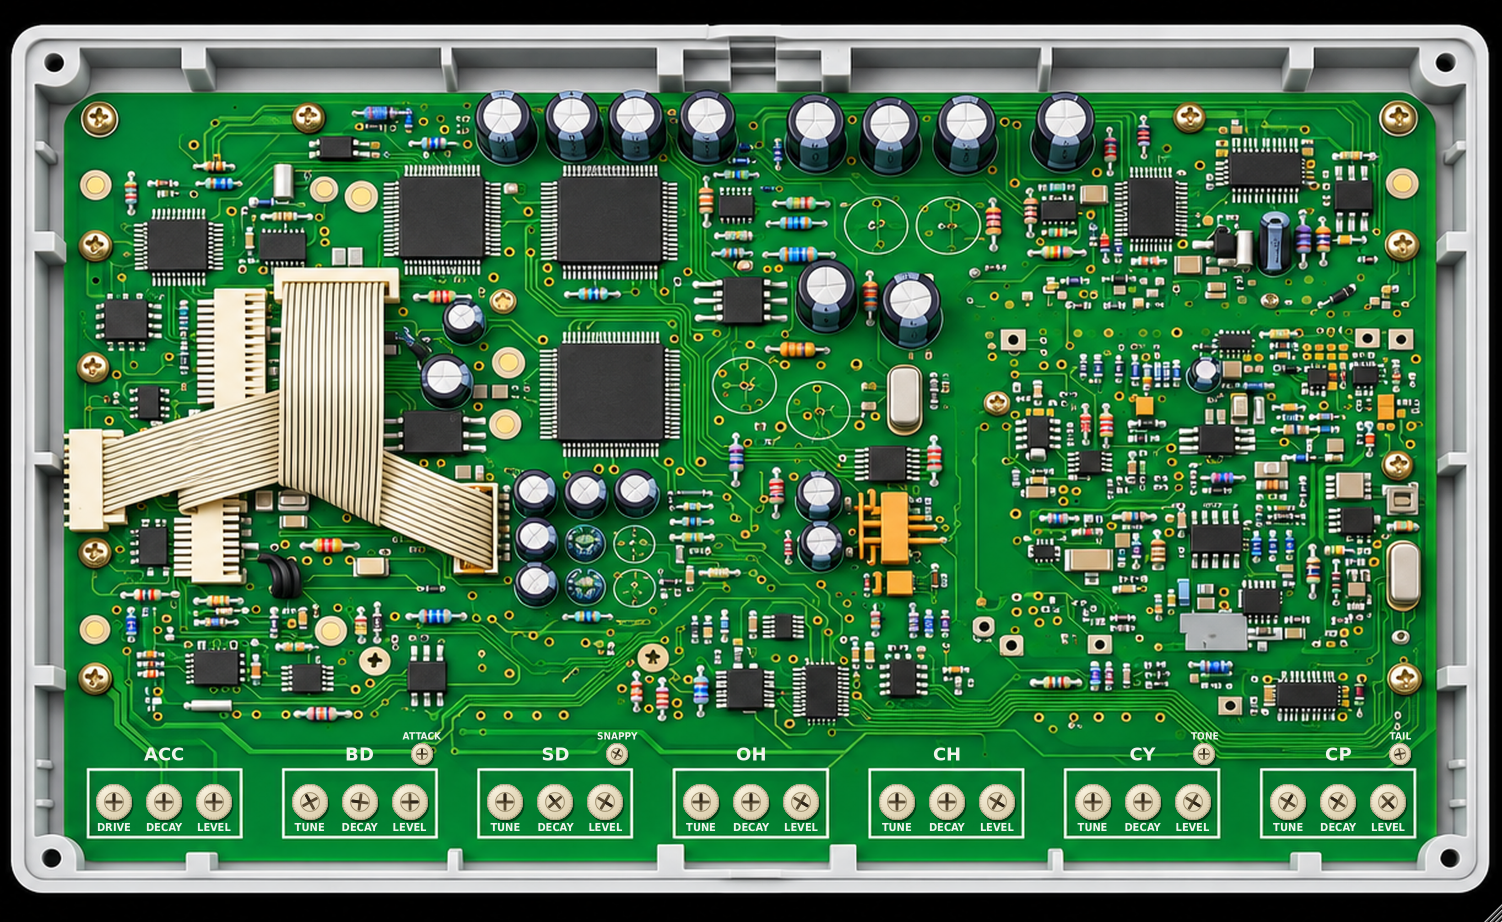 ATTACK SNAPPY TONE TAIL
ACC BD SD OH CH CY CP
DRIVE DECAY LEVEL TUNE DECAY LEVEL TUNE DECAY LEVEL TUNE DECAY LEVEL TUNE DECAY LEVEL TUNE DECAY LEVEL TUNE DECAY LEVEL